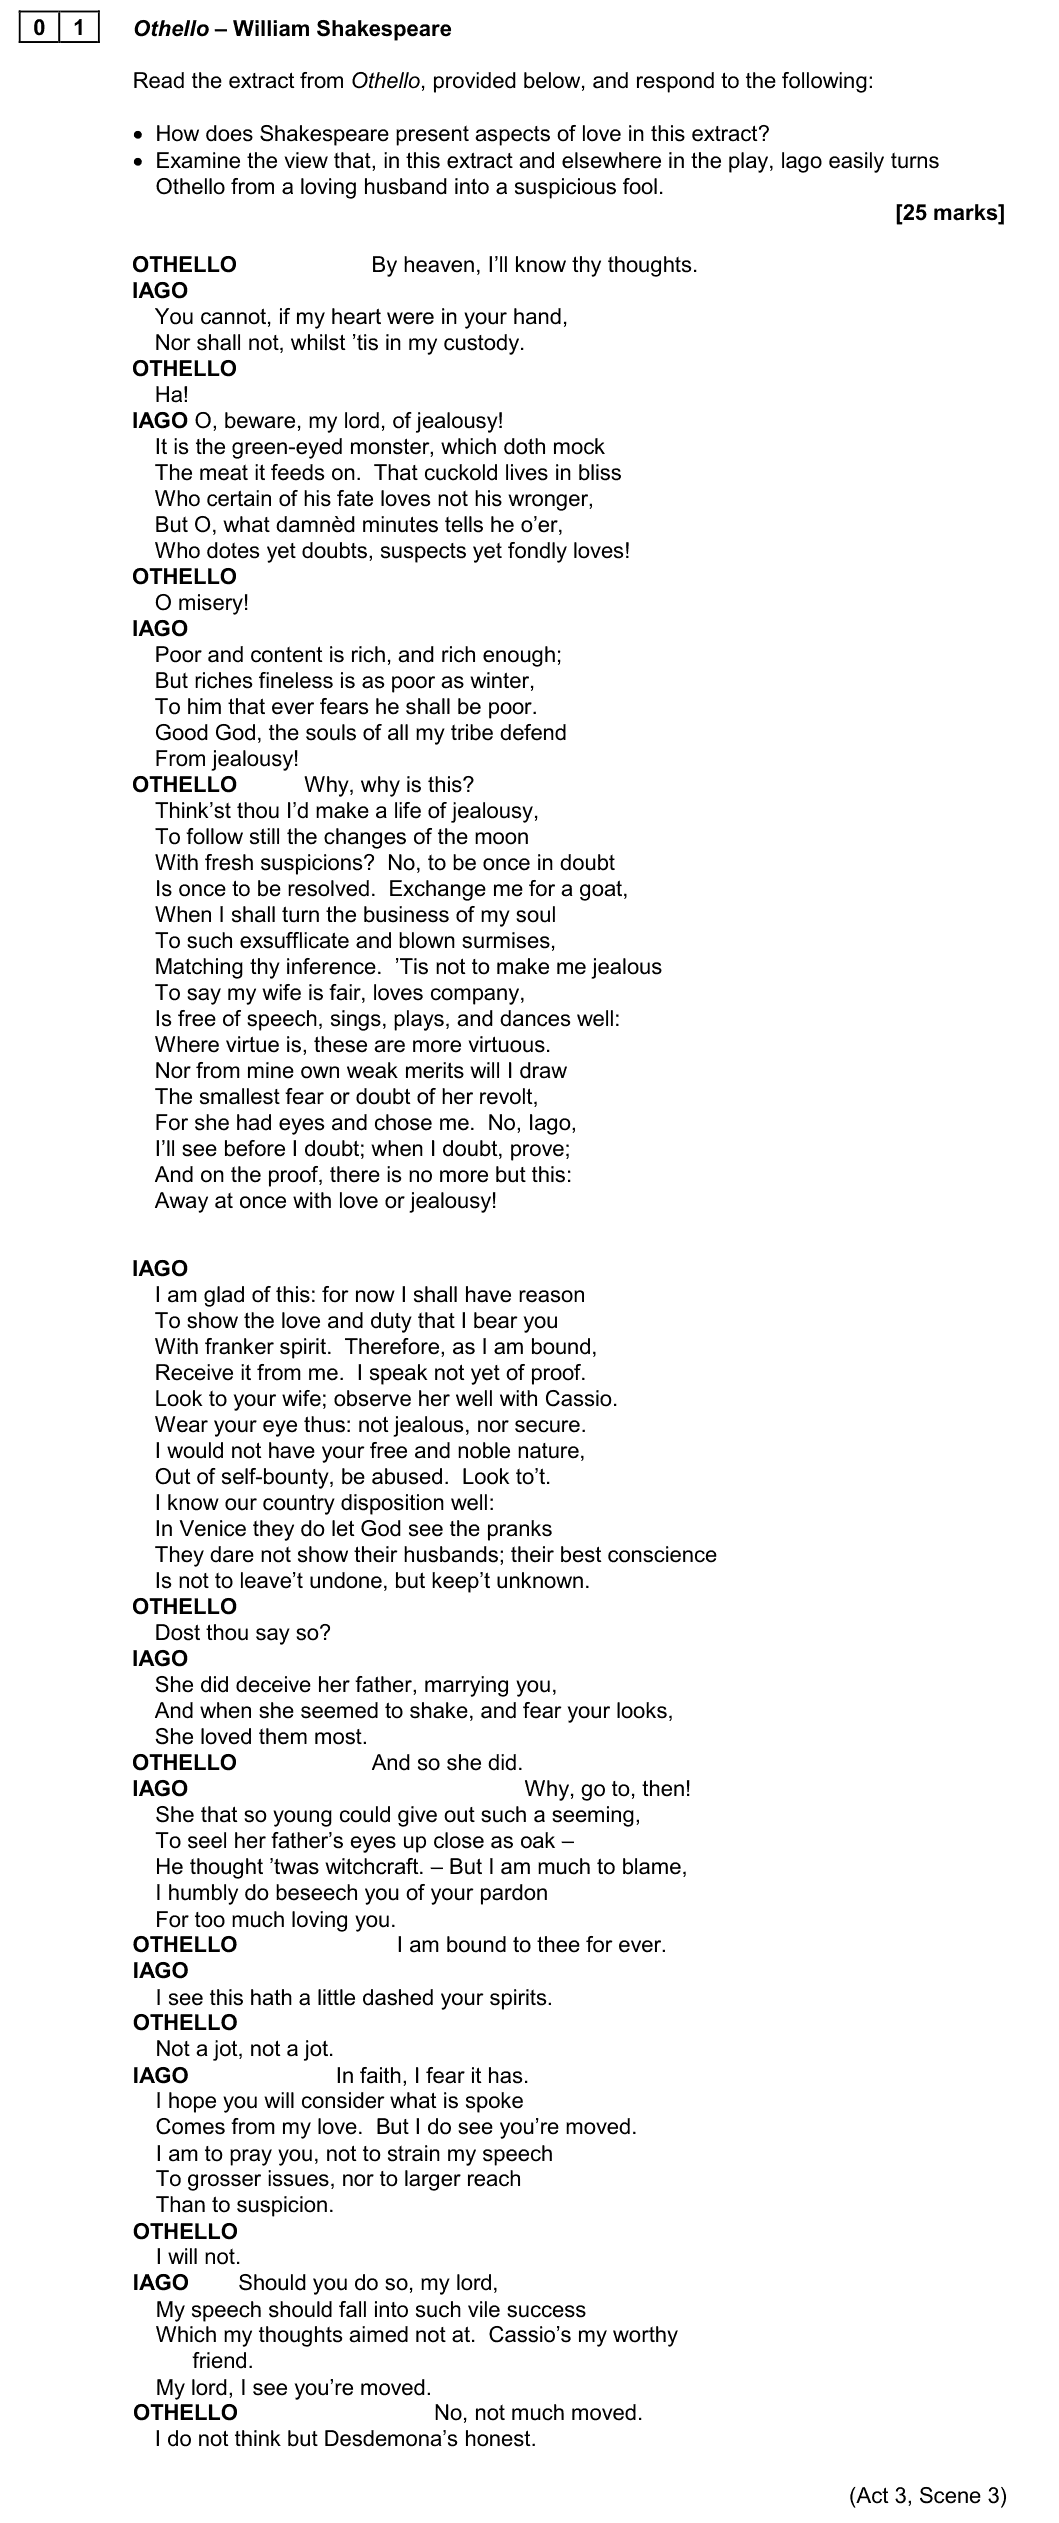 0 1 Othello – William Shakespeare
Read the extract from Othello, provided below, and respond to the following:
• How does Shakespeare present aspects of love in this extract?
• Examine the view that, in this extract and elsewhere in the play, Iago easily turns
Othello from a loving husband into a suspicious fool.
[25 marks]
OTHELLO By heaven, I’ll know thy thoughts.
IAGO
You cannot, if my heart were in your hand,
Nor shall not, whilst ’tis in my custody.
OTHELLO
Ha!
IAGO O, beware, my lord, of jealousy!
It is the green-eyed monster, which doth mock
The meat it feeds on. That cuckold lives in bliss
Who certain of his fate loves not his wronger,
But O, what damnèd minutes tells he o’er,
Who dotes yet doubts, suspects yet fondly loves!
OTHELLO
O misery!
IAGO
Poor and content is rich, and rich enough;
But riches fineless is as poor as winter,
To him that ever fears he shall be poor.
Good God, the souls of all my tribe defend
From jealousy!
OTHELLO Why, why is this?
Think’st thou I’d make a life of jealousy,
To follow still the changes of the moon
With fresh suspicions? No, to be once in doubt
Is once to be resolved. Exchange me for a goat,
When I shall turn the business of my soul
To such exsufflicate and blown surmises,
Matching thy inference. ’Tis not to make me jealous
To say my wife is fair, loves company,
Is free of speech, sings, plays, and dances well:
Where virtue is, these are more virtuous.
Nor from mine own weak merits will I draw
The smallest fear or doubt of her revolt,
For she had eyes and chose me. No, Iago,
I’ll see before I doubt; when I doubt, prove;
And on the proof, there is no more but this:
Away at once with love or jealousy!
IAGO
I am glad of this: for now I shall have reason
To show the love and duty that I bear you
With franker spirit. Therefore, as I am bound,
Receive it from me. I speak not yet of proof.
Look to your wife; observe her well with Cassio.
Wear your eye thus: not jealous, nor secure.
I would not have your free and noble nature,
Out of self-bounty, be abused. Look to’t.
I know our country disposition well:
In Venice they do let God see the pranks
They dare not show their husbands; their best conscience
Is not to leave’t undone, but keep’t unknown.
OTHELLO
Dost thou say so?
IAGO
She did deceive her father, marrying you,
And when she seemed to shake, and fear your looks,
She loved them most.
OTHELLO And so she did.
IAGO Why, go to, then!
She that so young could give out such a seeming,
To seel her father’s eyes up close as oak –
He thought ’twas witchcraft. – But I am much to blame,
I humbly do beseech you of your pardon
For too much loving you.
OTHELLO I am bound to thee for ever.
IAGO
I see this hath a little dashed your spirits.
OTHELLO
Not a jot, not a jot.
IAGO In faith, I fear it has.
I hope you will consider what is spoke
Comes from my love. But I do see you’re moved.
I am to pray you, not to strain my speech
To grosser issues, nor to larger reach
Than to suspicion.
OTHELLO
I will not.
IAGO Should you do so, my lord,
My speech should fall into such vile success
Which my thoughts aimed not at. Cassio’s my worthy
friend.
My lord, I see you’re moved.
OTHELLO No, not much moved.
I do not think but Desdemona’s honest.
(Act 3, Scene 3)